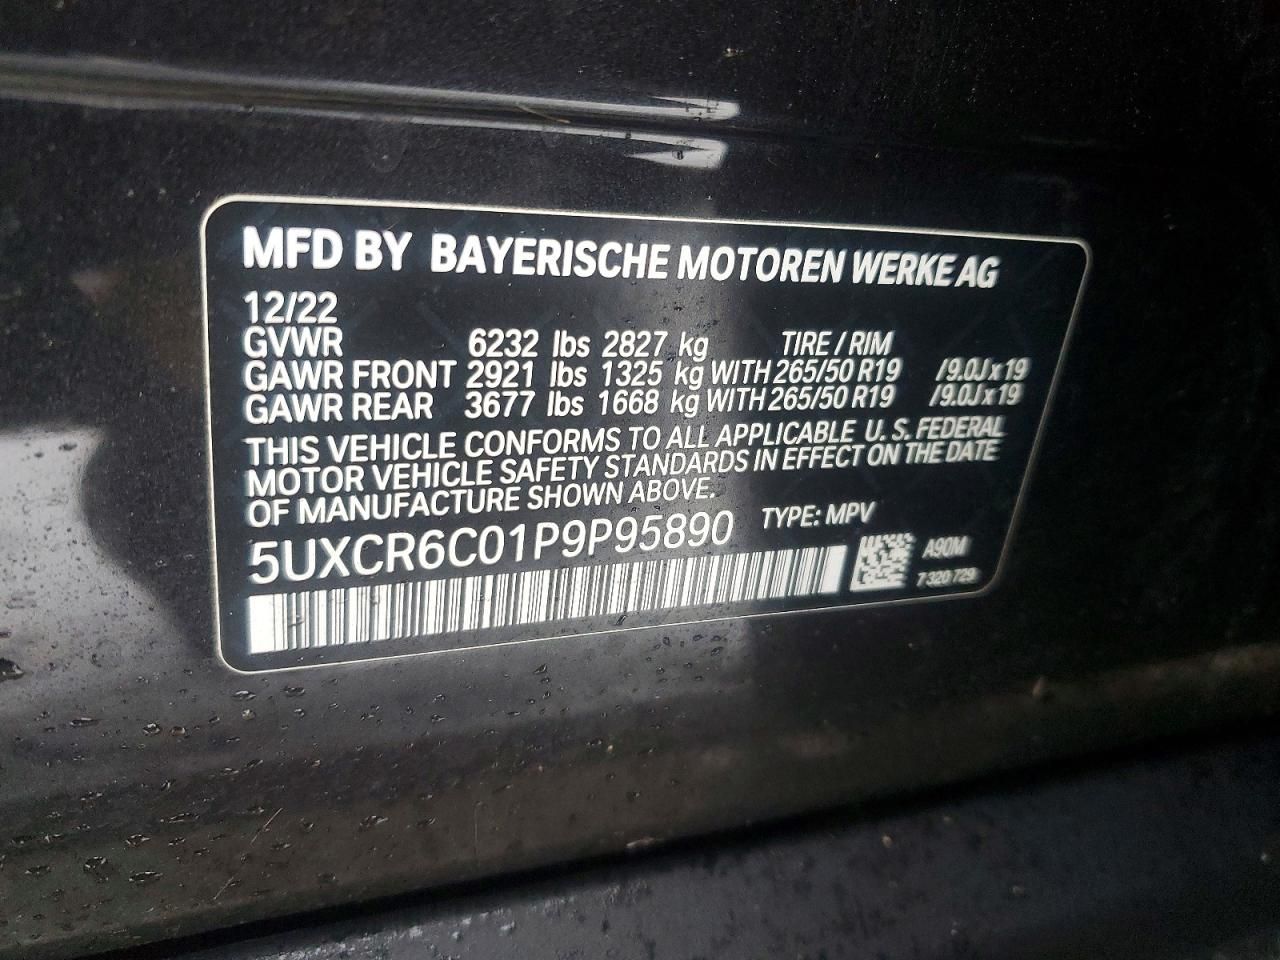 MFD BY BAYERISCHE MOTOREN WERKE AG
12/22
GVWR 6232 lbs 2827 kg TIRE / RIM
GAWR FRONT 2921 lbs 1325 kg WITH 265/50 R19 /9.0J x 19
GAWR REAR 3677 lbs 1668 kg WITH 265/50 R19 /9.0J x 19
THIS VEHICLE CONFORMS TO ALL APPLICABLE U. S. FEDERAL
MOTOR VEHICLE SAFETY STANDARDS IN EFFECT ON THE DATE
OF MANUFACTURE SHOWN ABOVE.
5UXCR6C01P9P95890 TYPE: MPV
A90M
7 320 729